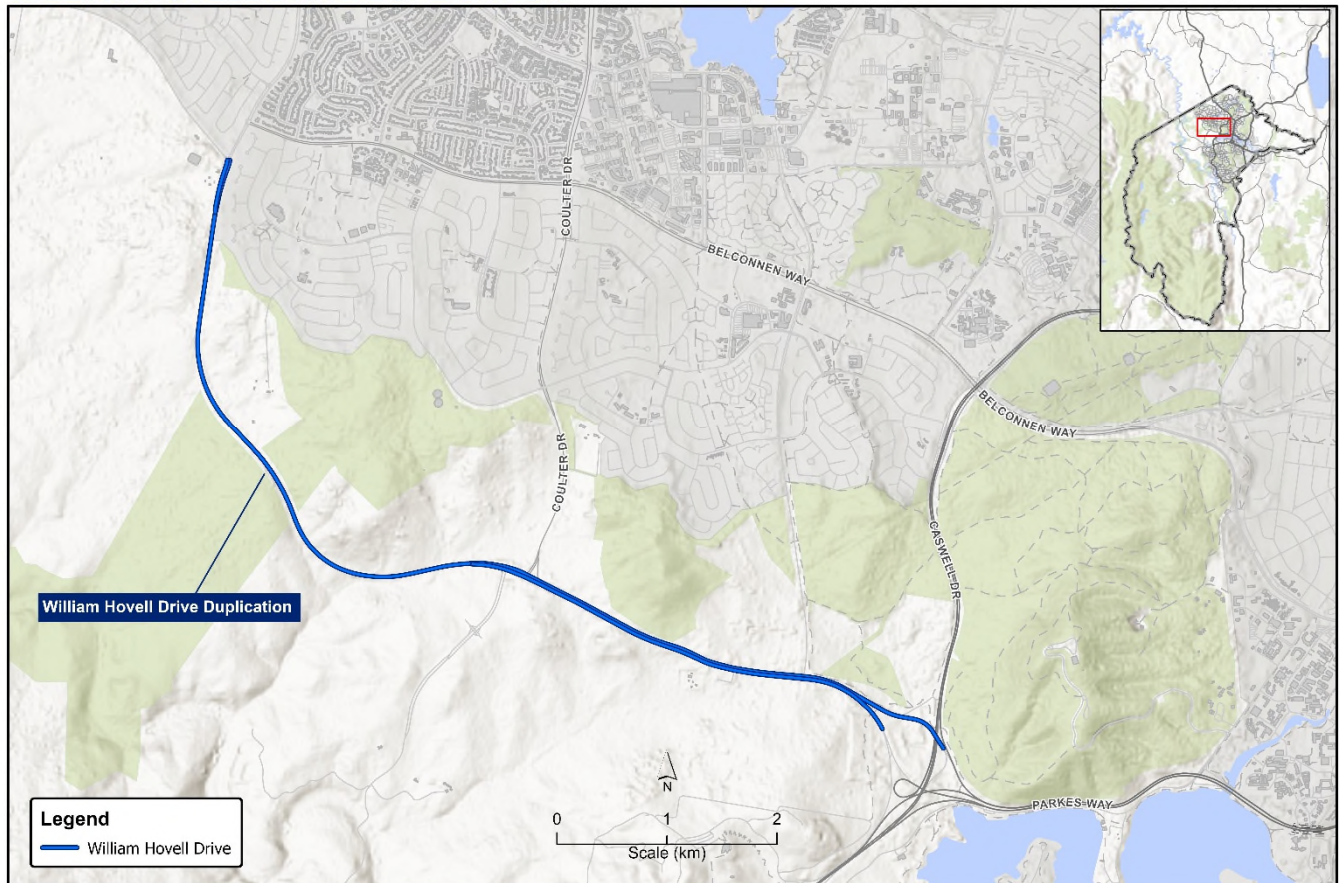 COULTER DR
BELCONNEN WAY
BELCONNEN WAY
COULTER DR
CASWELL DR
William Hovell Drive Duplication
N
0 1 2
Scale (km)
PARKES WAY
Legend
William Hovell Drive